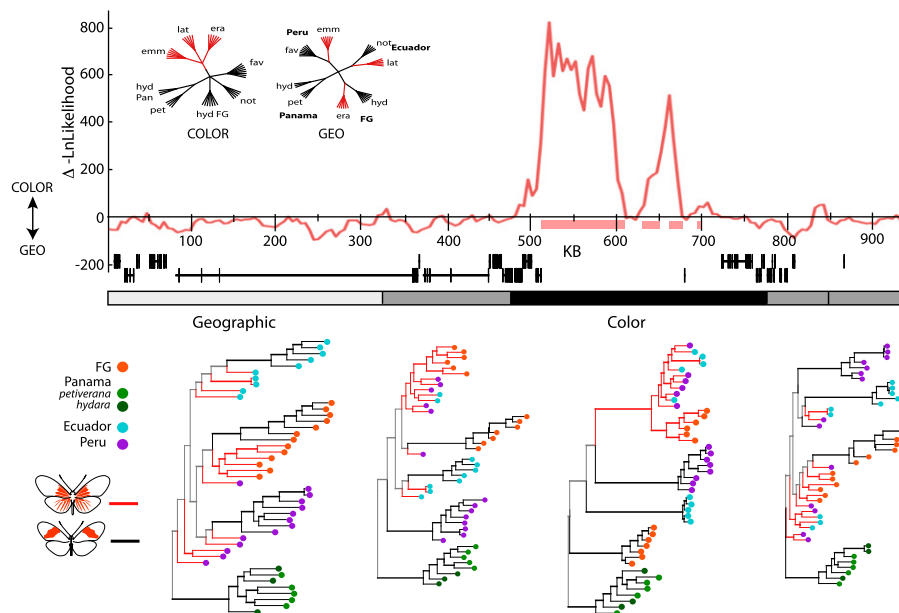 800
600
400
200
0
-200
Δ -LnLikelihood
COLOR
GEO
lat
era
emm
fav
hyd
Pan
pet
hyd FG
not
COLOR
Peru
emm
fav
not
Ecuador
lat
hyd
pet
hyd
Panama
era
FG
GEO
100
200
300
400
500
600
700
800
900
KB
Geographic
Color
FG
Panama
petiverana
hydara
Ecuador
Peru